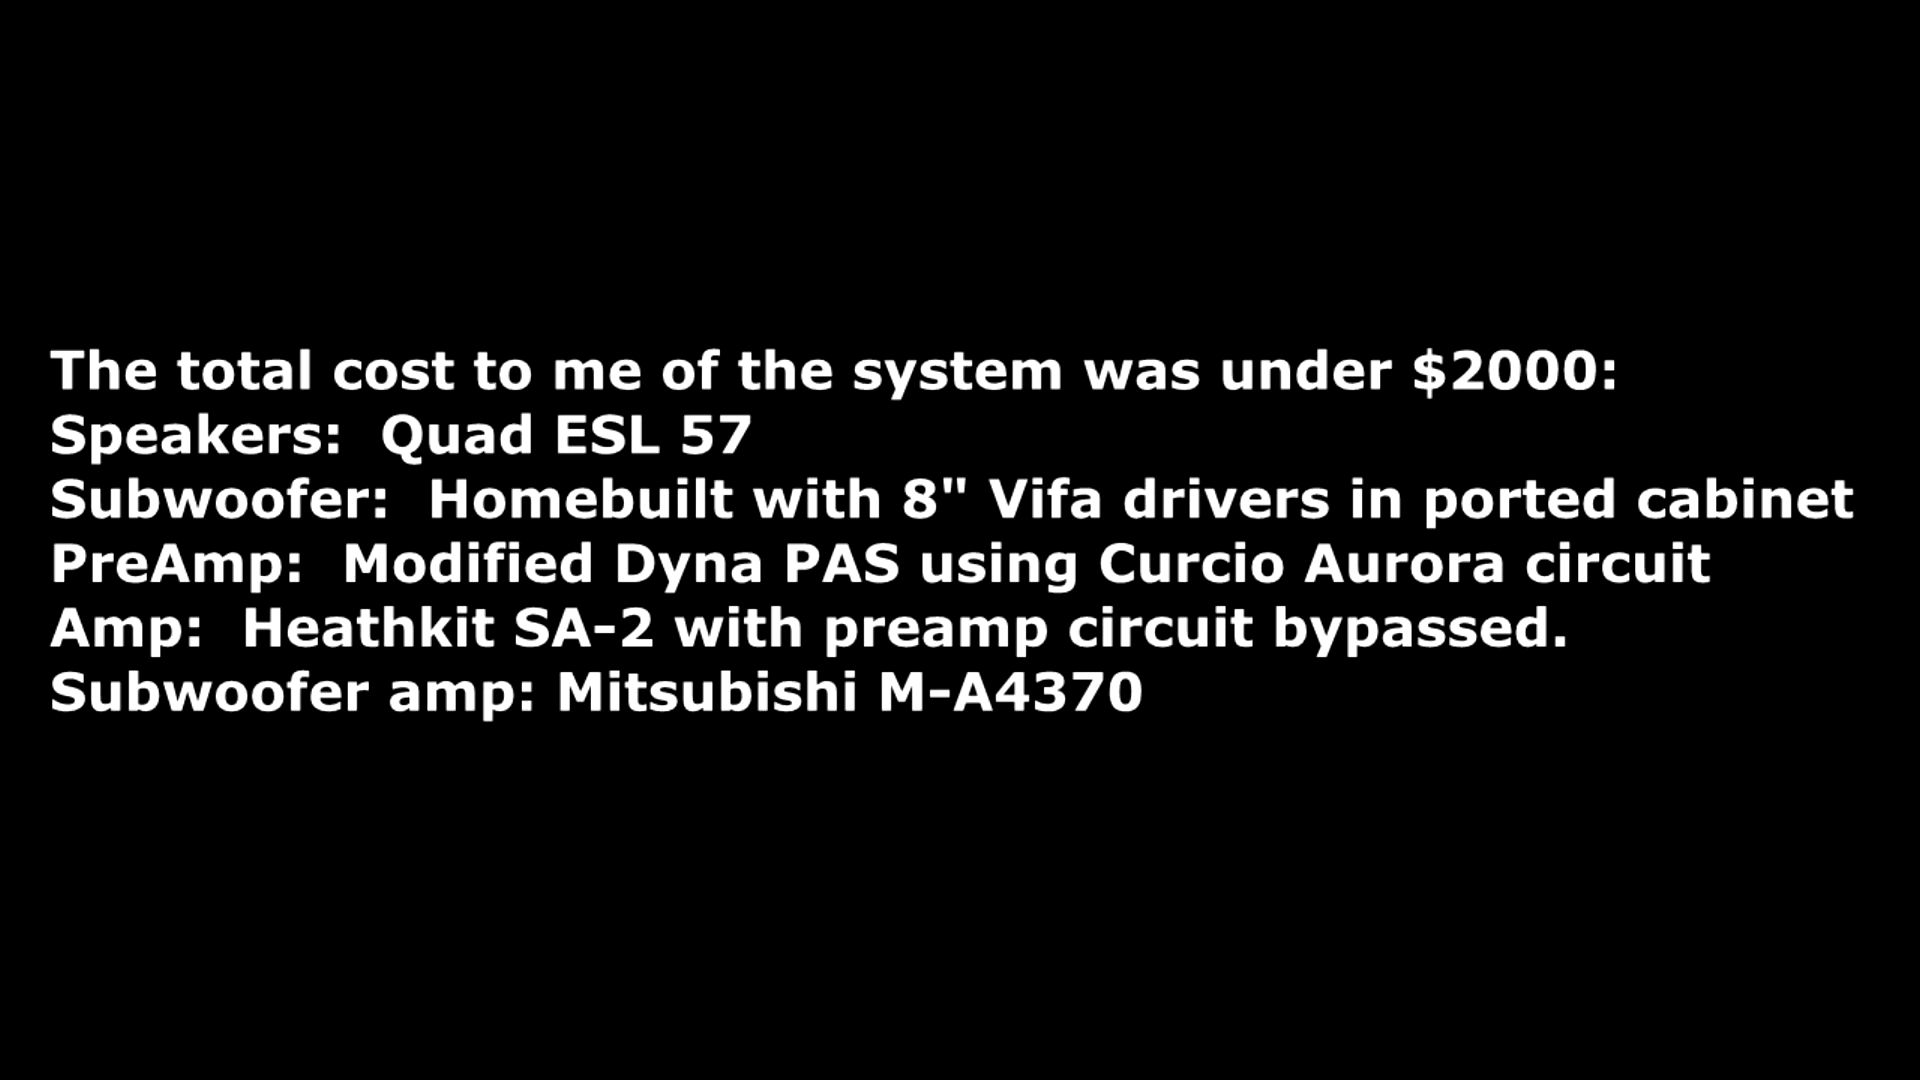 The total cost to me of the system was under $2000:
Speakers:  Quad ESL 57
Subwoofer:  Homebuilt with 8" Vifa drivers in ported cabinet
PreAmp:  Modified Dyna PAS using Curcio Aurora circuit
Amp:  Heathkit SA-2 with preamp circuit bypassed.
Subwoofer amp: Mitsubishi M-A4370